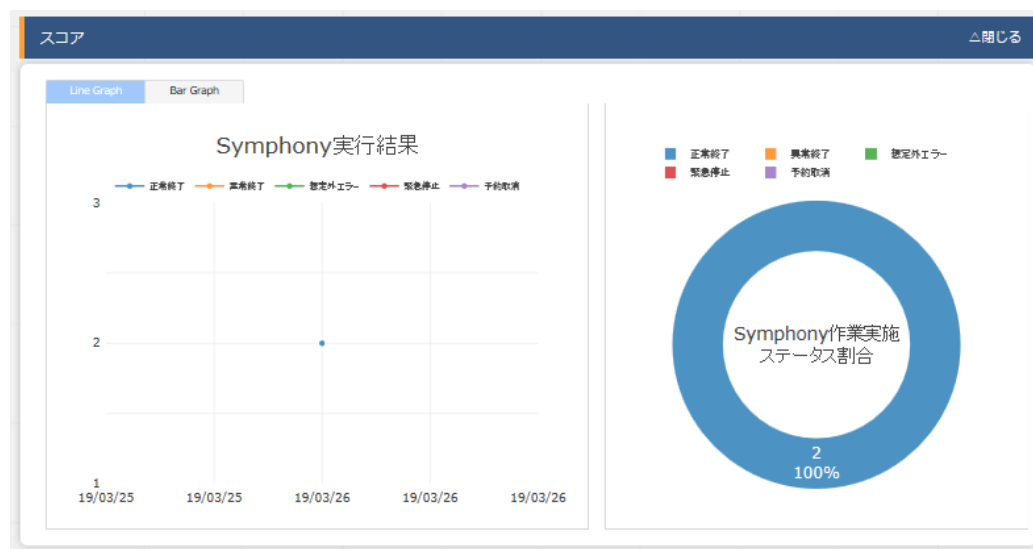 スコア
△閉じる
Line Graph
Bar Graph
Symphony実行結果
正常終了 異常終了 想定外エラー 緊急停止 予約取消
3
2
1
19/03/25 19/03/25 19/03/26 19/03/26 19/03/26
正常終了 異常終了 想定外エラー
緊急停止 予約取消
Symphony作業実施
ステータス割合
2
100%